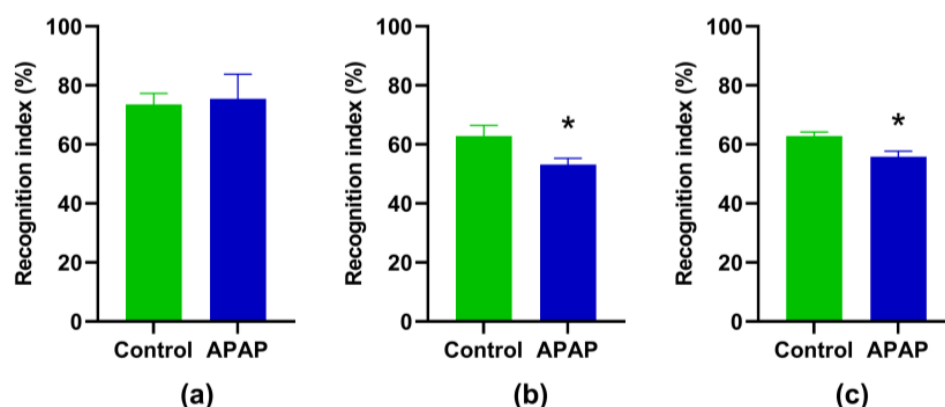 Recognition index (%)
100
80
60
40
20
0
Control APAP
(a)
Recognition index (%)
100
80
60
40
20
0
*
Control APAP
(b)
Recognition index (%)
100
80
60
40
20
0
*
Control APAP
(c)